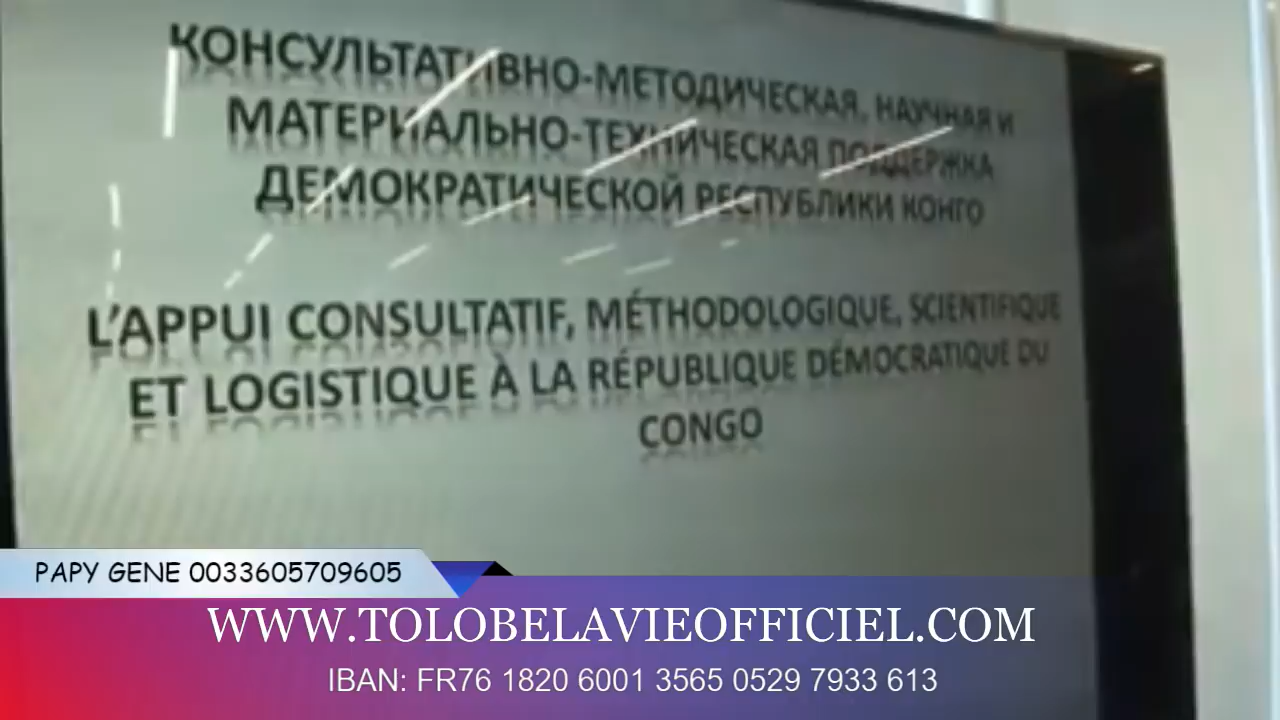 КОНСУЛЬТАТИВНО-МЕТОДИЧЕСКАЯ, НАУЧНАЯ И
МАТЕРИАЛЬНО-ТЕХНИЧЕСКАЯ ПОДДЕРЖКА
ДЕМОКРАТИЧЕСКОЙ РЕСПУБЛИКИ КОНГО
L'APPUI CONSULTATIF, MÉTHODOLOGIQUE, SCIENTIFIQUE
ET LOGISTIQUE À LA RÉPUBLIQUE DÉMOCRATIQUE DU
CONGO
PAPY GENE 0033605709605
WWW.TOLOBELAVIEOFFICIEL.COM
IBAN: FR76 1820 6001 3565 0529 7933 613